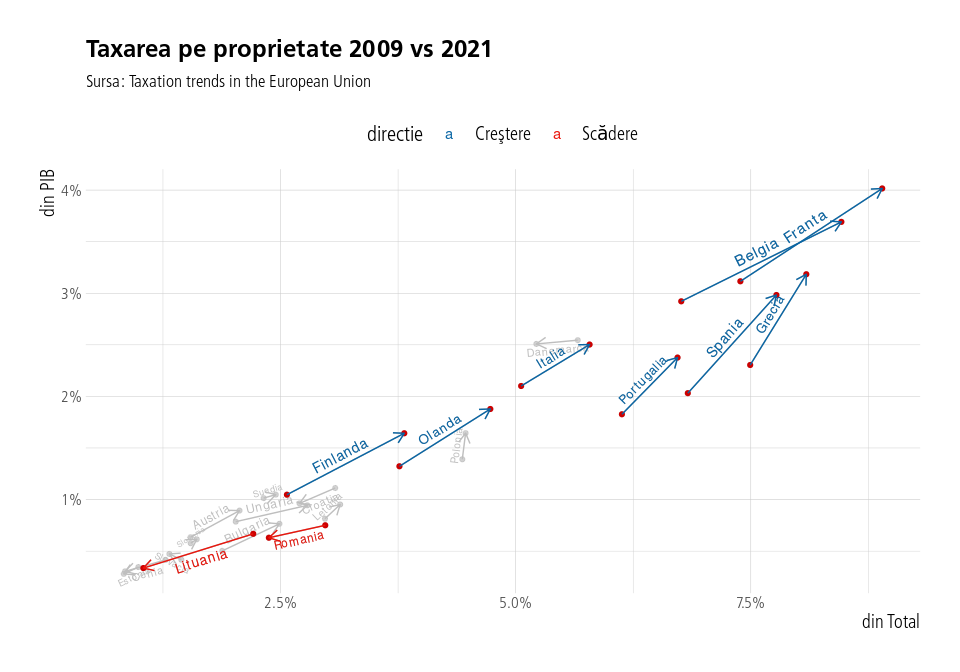 Taxarea pe proprietate 2009 vs 2021
Sursa: Taxation trends in the European Union
directie a Creştere a Scădere
din PIB
4%
3%
2%
1%
Franta
Belgia
Grecia
Spania
Danemarca
Italia
Portugalia
Olanda
Polonia
Finlanda
Suedia
Ungaria
Croatia
Austria
Bulgaria
Romania
Lituania
2.5%
5.0%
7.5%
din Total